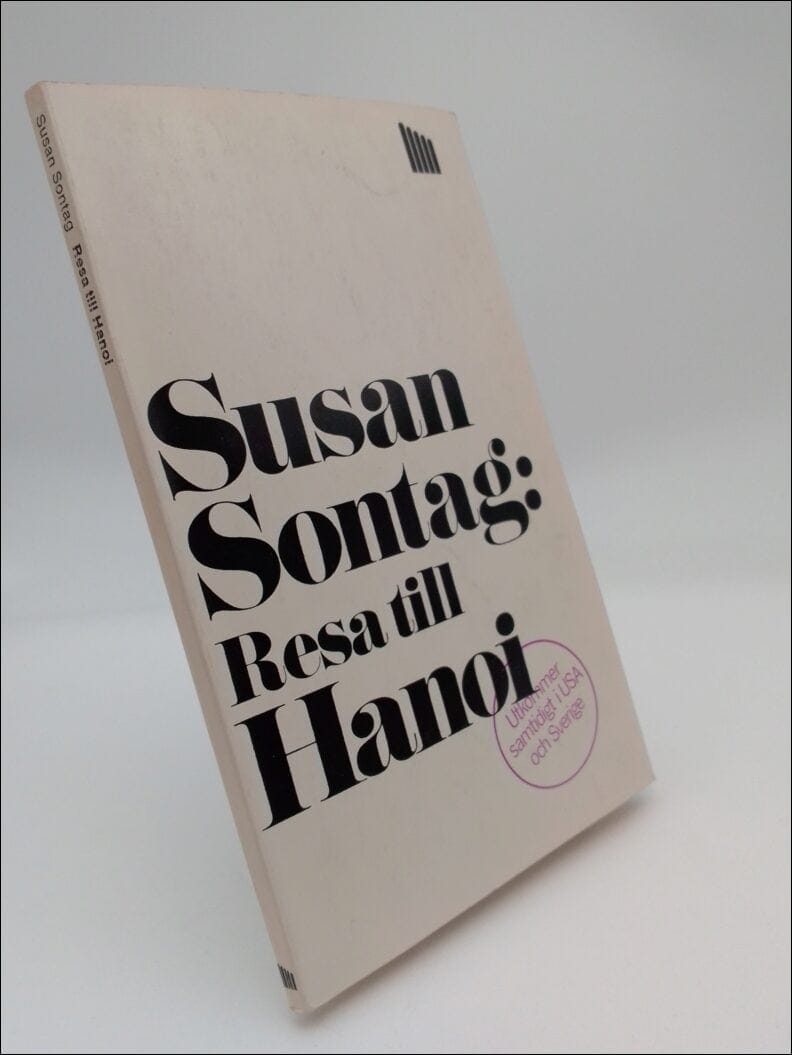 Susan Sontag Resa till Hanoi
Susan
Sontag:
Resa till
Hanoi
Utkommer
samtidigt i USA
och Sverige